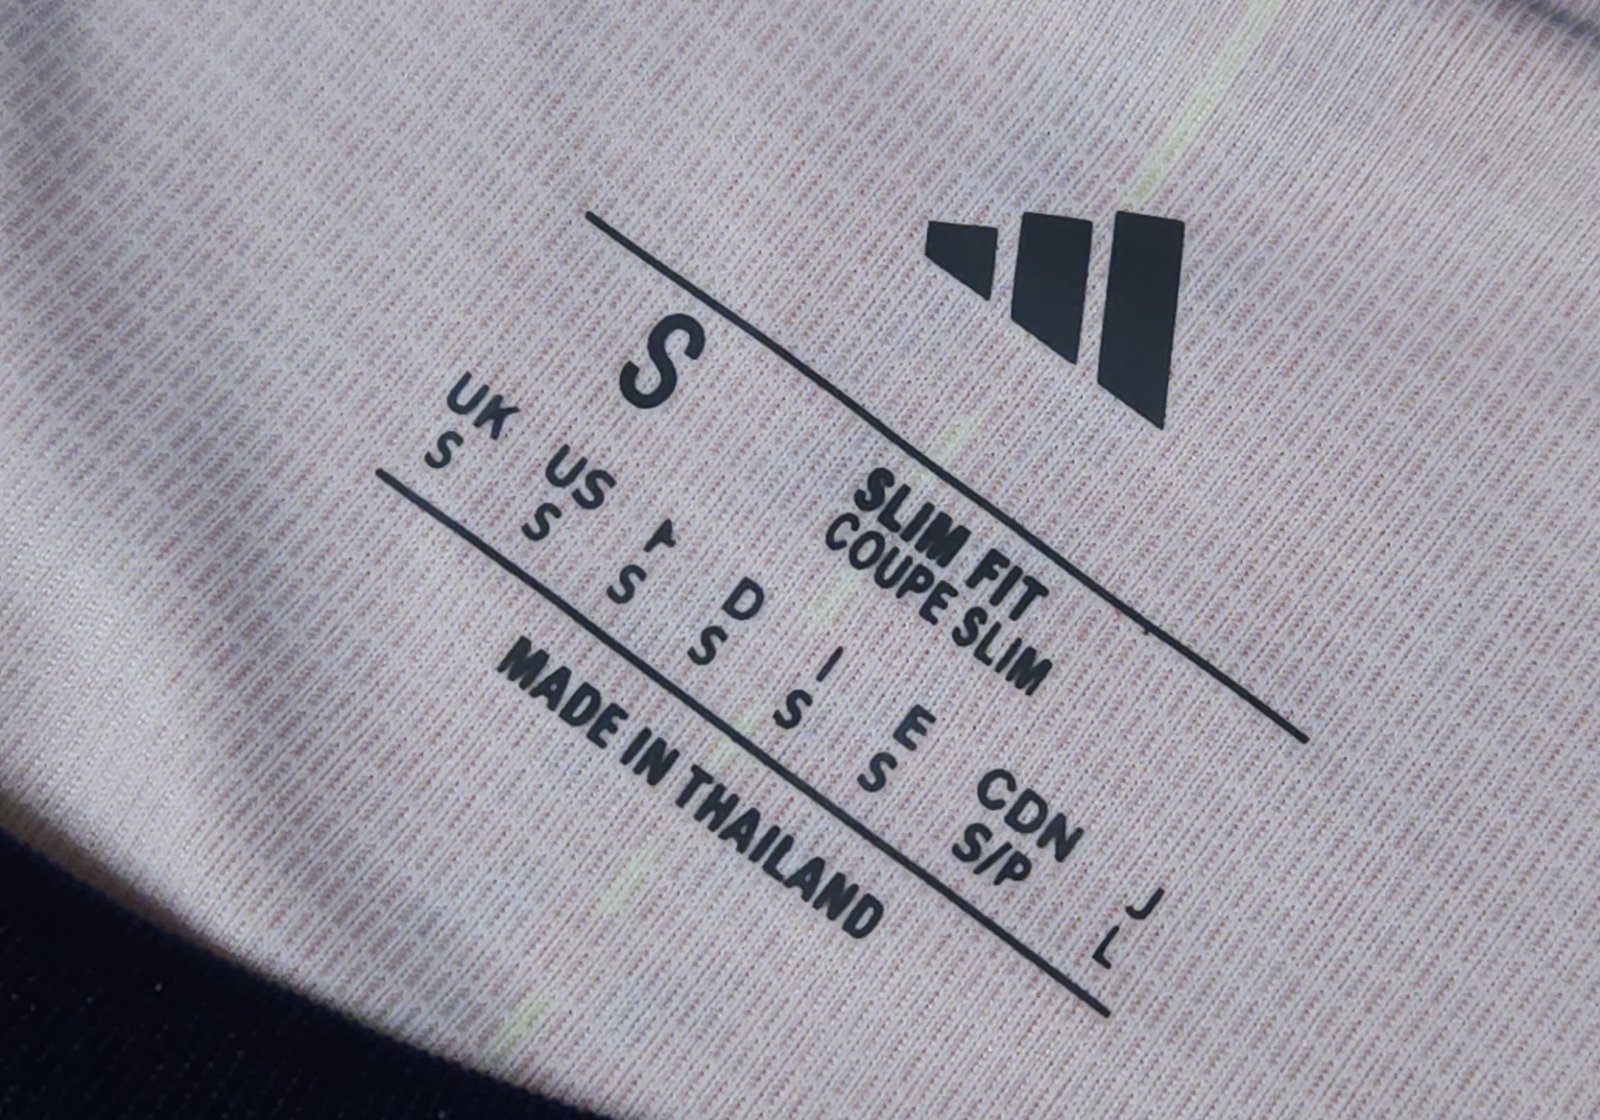 S
SLIM FIT
COUPE SLIM
UK US D I E CDN J
S S S S S S S/P L
MADE IN THAILAND